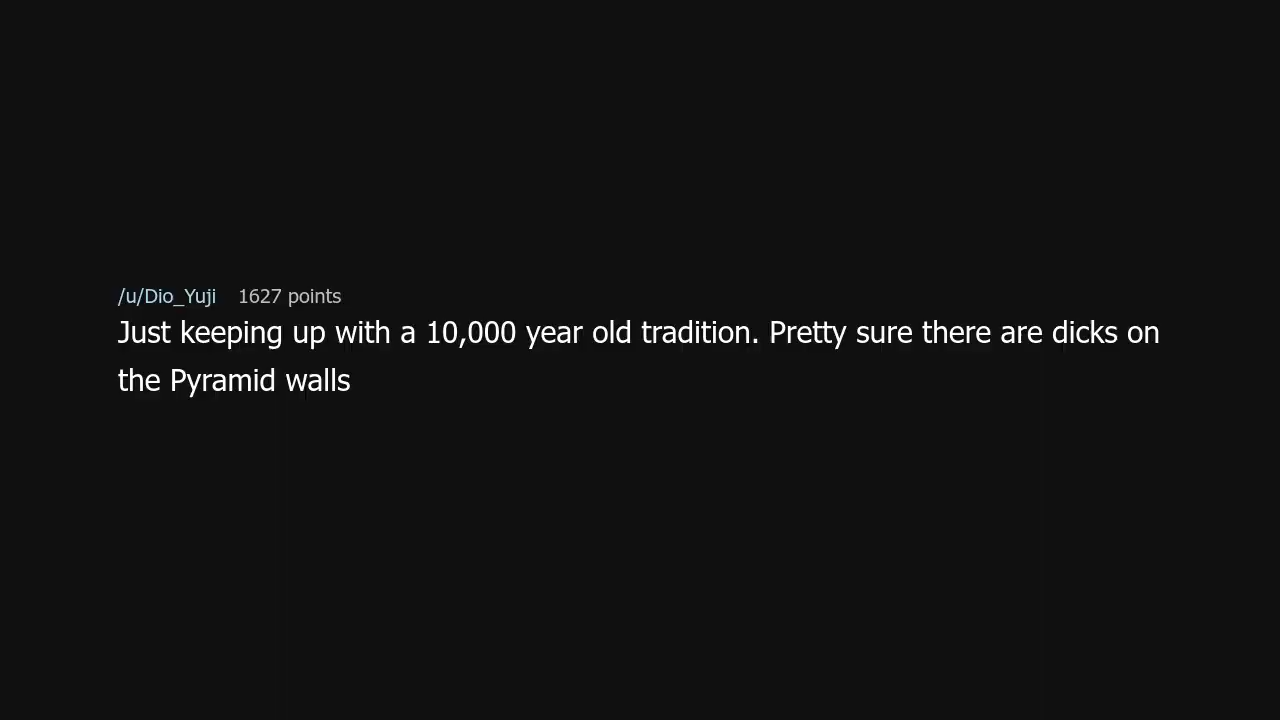 /u/Dio_Yuji 1627 points
Just keeping up with a 10,000 year old tradition. Pretty sure there are dicks on
the Pyramid walls